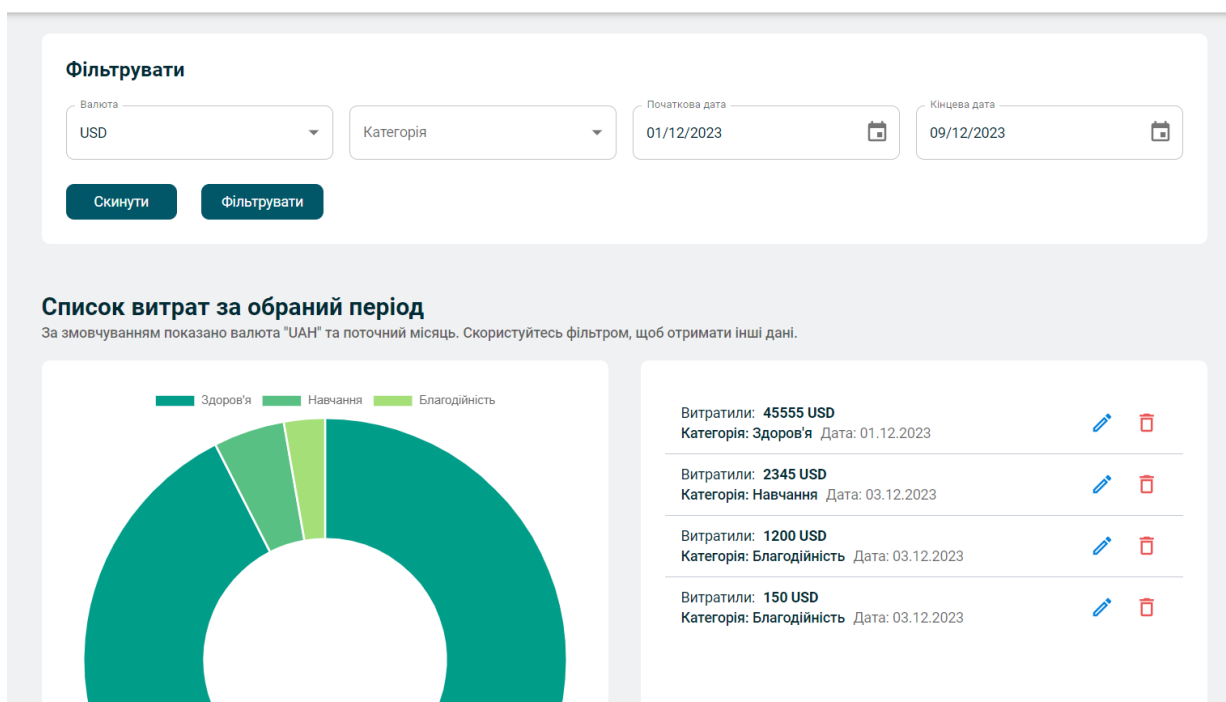 Фільтрувати
Валюта
USD
Категорія
Початкова дата
01/12/2023
Кінцева дата
09/12/2023
Скинути
Фільтрувати
Список витрат за обраний період
За змовчуванням показано валюта "UAH" та поточний місяць. Скористуйтесь фільтром, щоб отримати інші дані.
Здоров'я Навчання Благодійність
Витратили: 45555 USD
Категорія: Здоров'я Дата: 01.12.2023
Витратили: 2345 USD
Категорія: Навчання Дата: 03.12.2023
Витратили: 1200 USD
Категорія: Благодійність Дата: 03.12.2023
Витратили: 150 USD
Категорія: Благодійність Дата: 03.12.2023